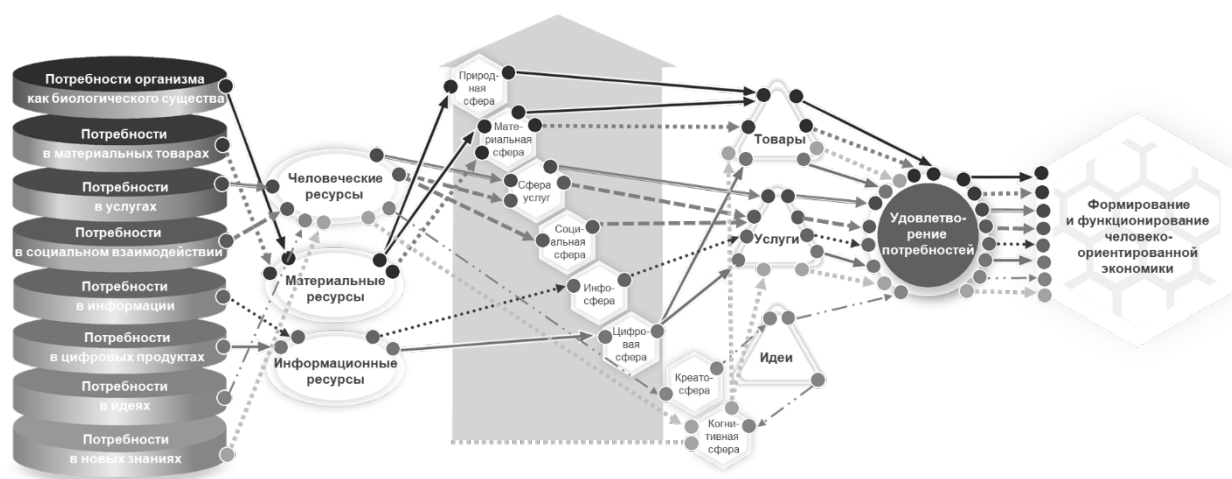 Потребности организма
как биологического существа
Потребности
в материальных товарах
Потребности
в услугах
Потребности
в социальном взаимодействии
Потребности
в информации
Потребности
в цифровых продуктах
Потребности
в идеях
Потребности
в новых знаниях
Человеческие
ресурсы
Материальные
ресурсы
Информационные
ресурсы
Природ-
ная
сфера
Мате-
риальная
сфера
Сфера
услуг
Соци-
альная
сфера
Инфо-
сфера
Цифро-
вая
сфера
Креато-
сфера
Когни-
тивная
сфера
Товары
Услуги
Идеи
Удовлетво-
рение
потребностей
Формирование
и функционирование
человеко-
ориентированной
экономики